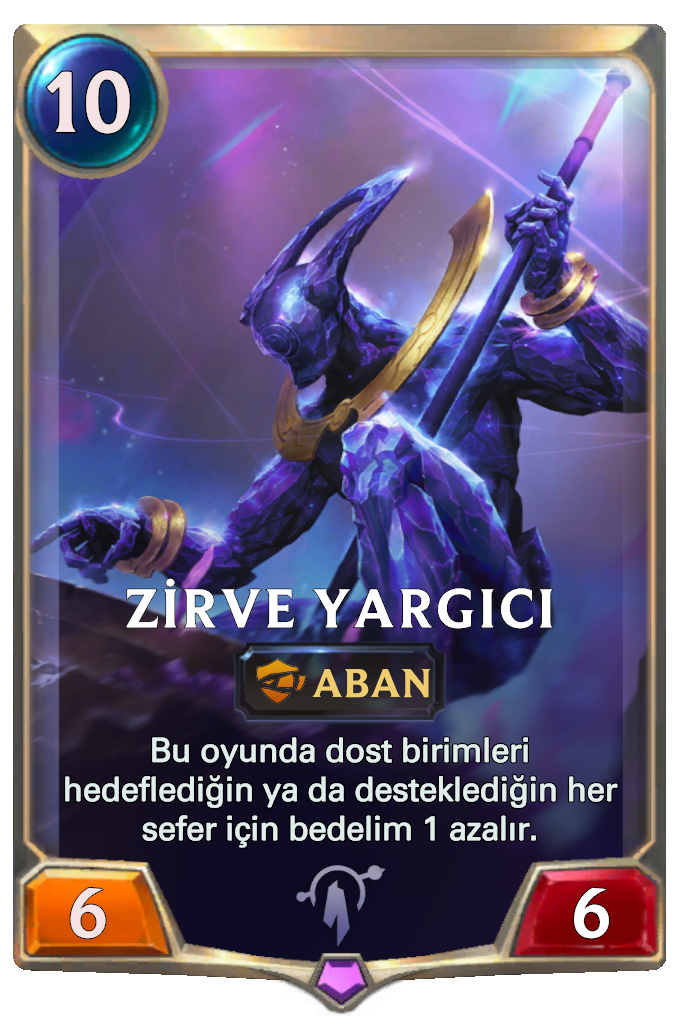 10
ZİRVE YARGICI
ABAN
Bu oyunda dost birimleri
hedeflediğin ya da desteklediğin her
sefer için bedelim 1 azalır.
6
6